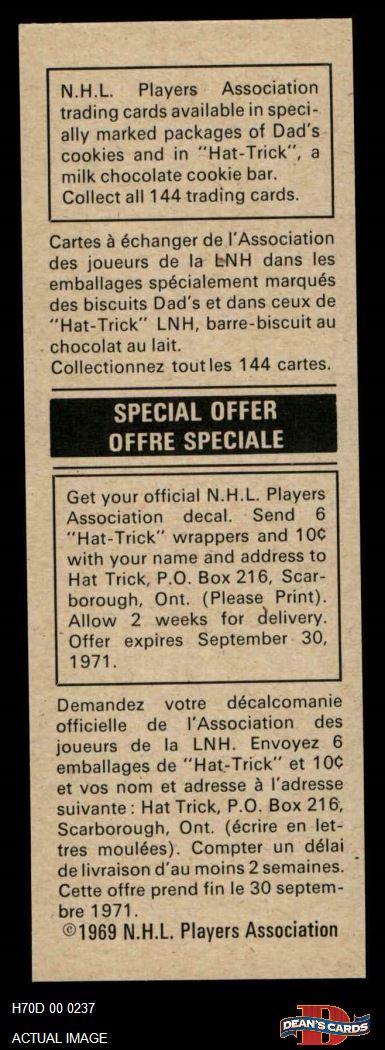 N.H.L. Players Association
trading cards available in speci-
ally marked packages of Dad's
cookies and in "Hat-Trick", a
milk chocolate cookie bar.
Collect all 144 trading cards.
Cartes à échanger de l'Association
des joueurs de la LNH dans les
emballages spécialement marqués
des biscuits Dad's et dans ceux de
"Hat-Trick" LNH, barre-biscuit au
chocolat au lait.
Collectionnez toutles 144 cartes.
SPECIAL OFFER
OFFRE SPECIALE
Get your official N.H.L. Players
Association decal. Send 6
"Hat-Trick" wrappers and 10¢
with your name and address to
Hat Trick, P.O. Box 216, Scar-
borough, Ont. (Please Print).
Allow 2 weeks for delivery.
Offer expires September 30,
1971.
Demandez votre décalcomanie
officielle de l'Association des
joueurs de la LNH. Envoyez 6
emballages de "Hat-Trick" et 10¢
et vos nom et adresse à l'adresse
suivante : Hat Trick, P.O. Box 216,
Scarborough, Ont. (écrire en let-
tres moulées). Compter un délai
de livraison d'au moins 2 semaines.
Cette offre prend fin le 30 septem-
bre 1971.
©1969 N.H.L. Players Association
H70D 00 0237
ACTUAL IMAGE
D
DEAN'S CARDS